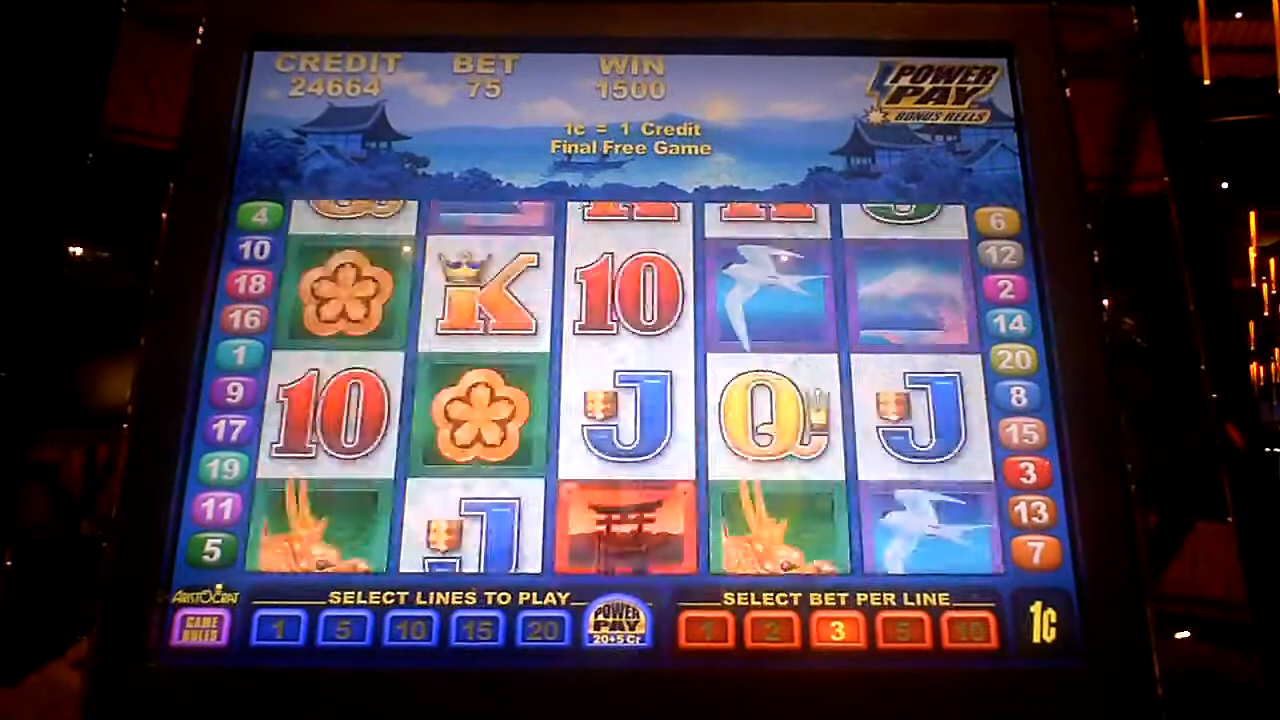 CREDIT BET WIN
24664 75 1500
POWER PAY
BONUS REELS
1c = 1 Credit
Final Free Game
4 6
10 12
18 K 10 2
16 14
1 20
9 10 J Q J 8
17 15
19 3
11 J 13
5 7
ARISTOCRAT SELECT LINES TO PLAY SELECT BET PER LINE
GAME RULES 1 5 10 15 20 POWER PAY 20+5 Cr 1 2 3 5 10 1c